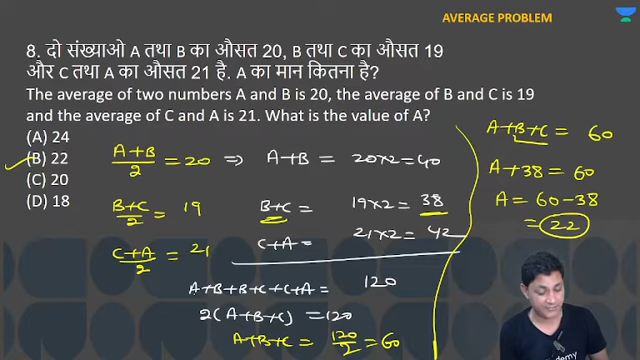 AVERAGE PROBLEM
8. दो संख्याओ A तथा B का औसत 20, B तथा C का औसत 19
और C तथा A का औसत 21 है. A का मान कितना है?
The average of two numbers A and B is 20, the average of B and C is 19
and the average of C and A is 21. What is the value of A?
(A) 24
(B) 22
(C) 20
(D) 18
A+B/2 = 20 ⇒ A+B = 20×2 = 40
B+C/2 = 19 B+C = 19×2 = 38
C+A/2 = 21 C+A = 21×2 = 42
A+B+B+C+C+A = 120
2(A+B+C) = 120
A+B+C = 120/2 = 60
A+B+C = 60
A+38 = 60
A = 60-38
= 22